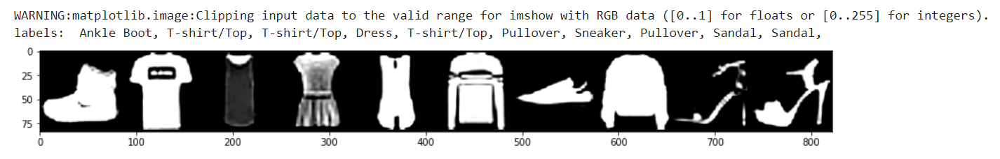 WARNING:matplotlib.image:Clipping input data to the valid range for imshow with RGB data ([0..1] for floats or [0..255] for integers).
labels:  Ankle Boot, T-shirt/Top, T-shirt/Top, Dress, T-shirt/Top, Pullover, Sneaker, Pullover, Sandal, Sandal,
0
25
50
75
0 100 200 300 400 500 600 700 800